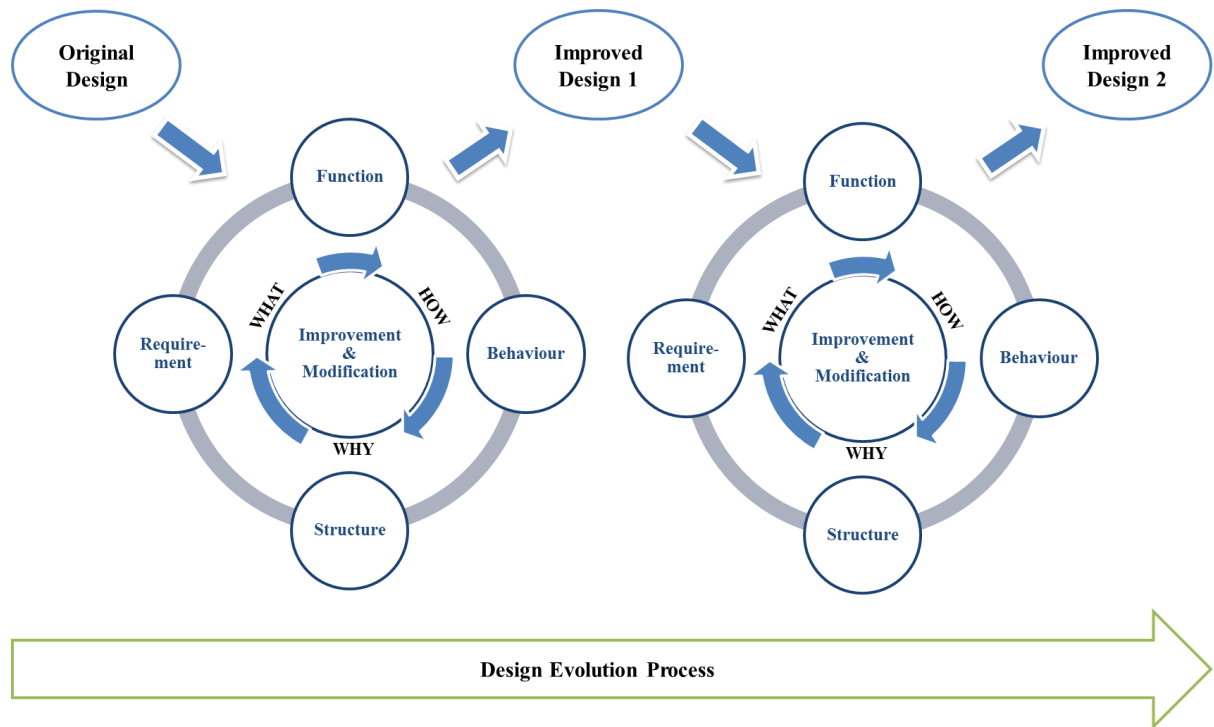 Original
Design
Improved
Design 1
Improved
Design 2
Function
WHAT
HOW
Require-
ment
Improvement
&
Modification
Behaviour
WHY
Structure
Function
WHAT
HOW
Require-
ment
Improvement
&
Modification
Behaviour
WHY
Structure
Design Evolution Process